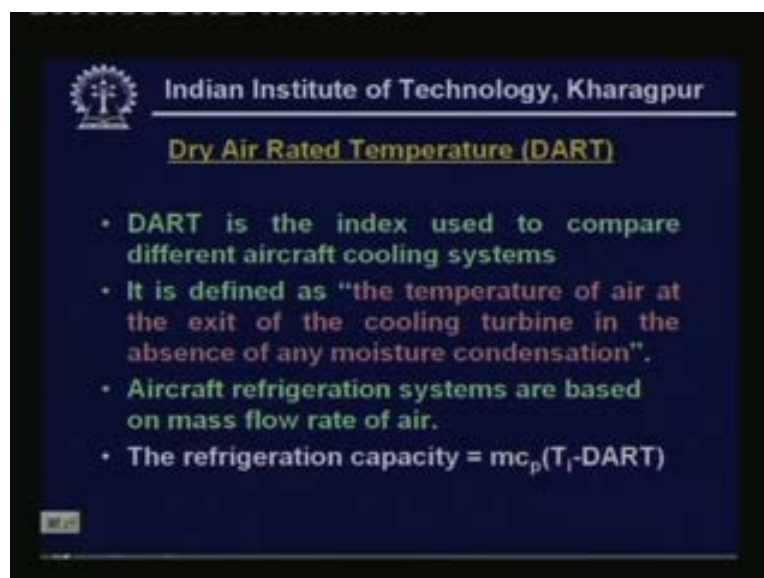 Indian Institute of Technology, Kharagpur
Dry Air Rated Temperature (DART)
• DART is the index used to compare
different aircraft cooling systems
• It is defined as “the temperature of air at
the exit of the cooling turbine in the
absence of any moisture condensation”.
• Aircraft refrigeration systems are based
on mass flow rate of air.
• The refrigeration capacity = mcₚ(Tᵢ-DART)